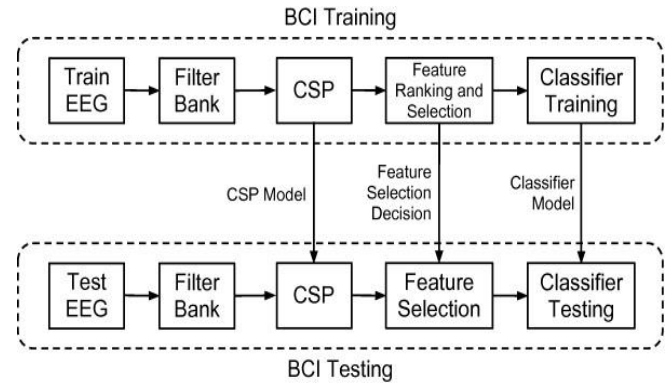 BCI Training
Train
EEG
Filter
Bank
CSP
Feature
Ranking and
Selection
Classifier
Training
CSP Model
Feature
Selection
Decision
Classifier
Model
Test
EEG
Filter
Bank
CSP
Feature
Selection
Classifier
Testing
BCI Testing